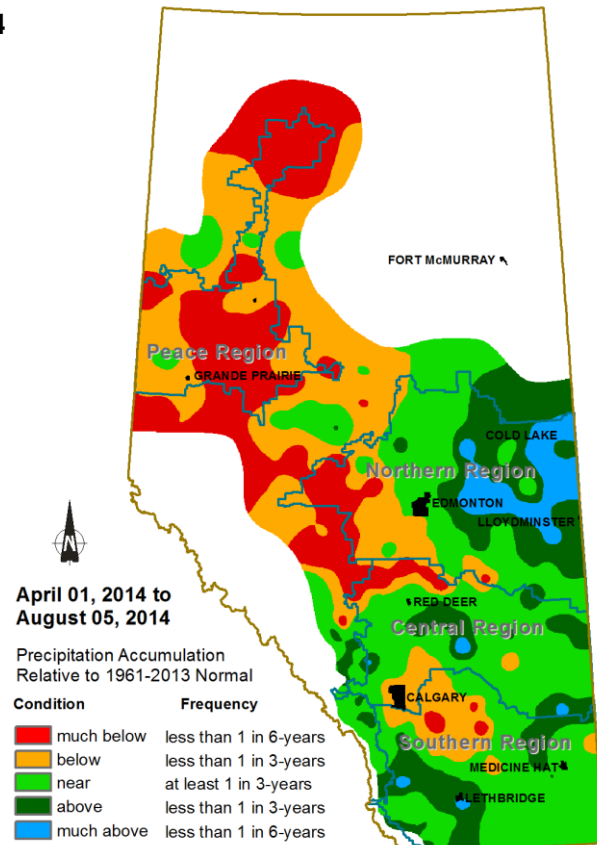 4
FORT McMURRAY
Peace Region
GRANDE PRAIRIE
COLD LAKE
Northern Region
EDMONTON
LLOYDMINSTER
N
April 01, 2014 to
August 05, 2014
RED DEER
Central Region
Precipitation Accumulation
Relative to 1961-2013 Normal
CALGARY
Condition Frequency
much below less than 1 in 6-years
below less than 1 in 3-years
near at least 1 in 3-years
above less than 1 in 3-years
much above less than 1 in 6-years
Southern Region
MEDICINE HAT
LETHBRIDGE